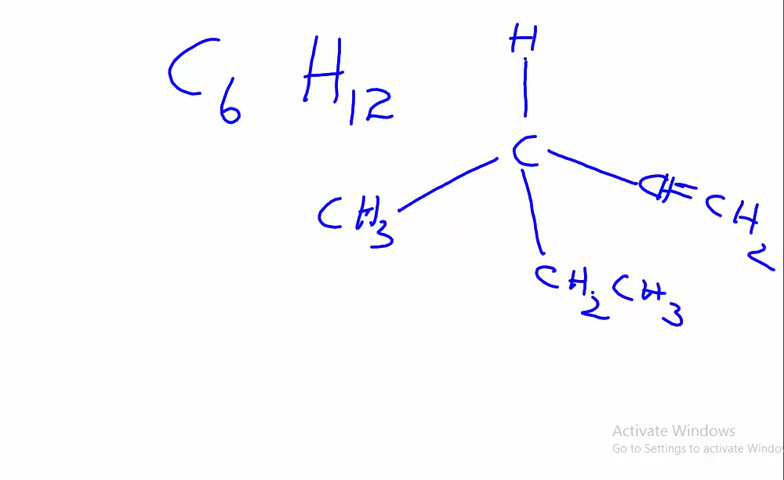 C6 H12
H
C
CH=CH2
CH3
CH2CH3
Activate Windows
Go to Settings to activate Windo